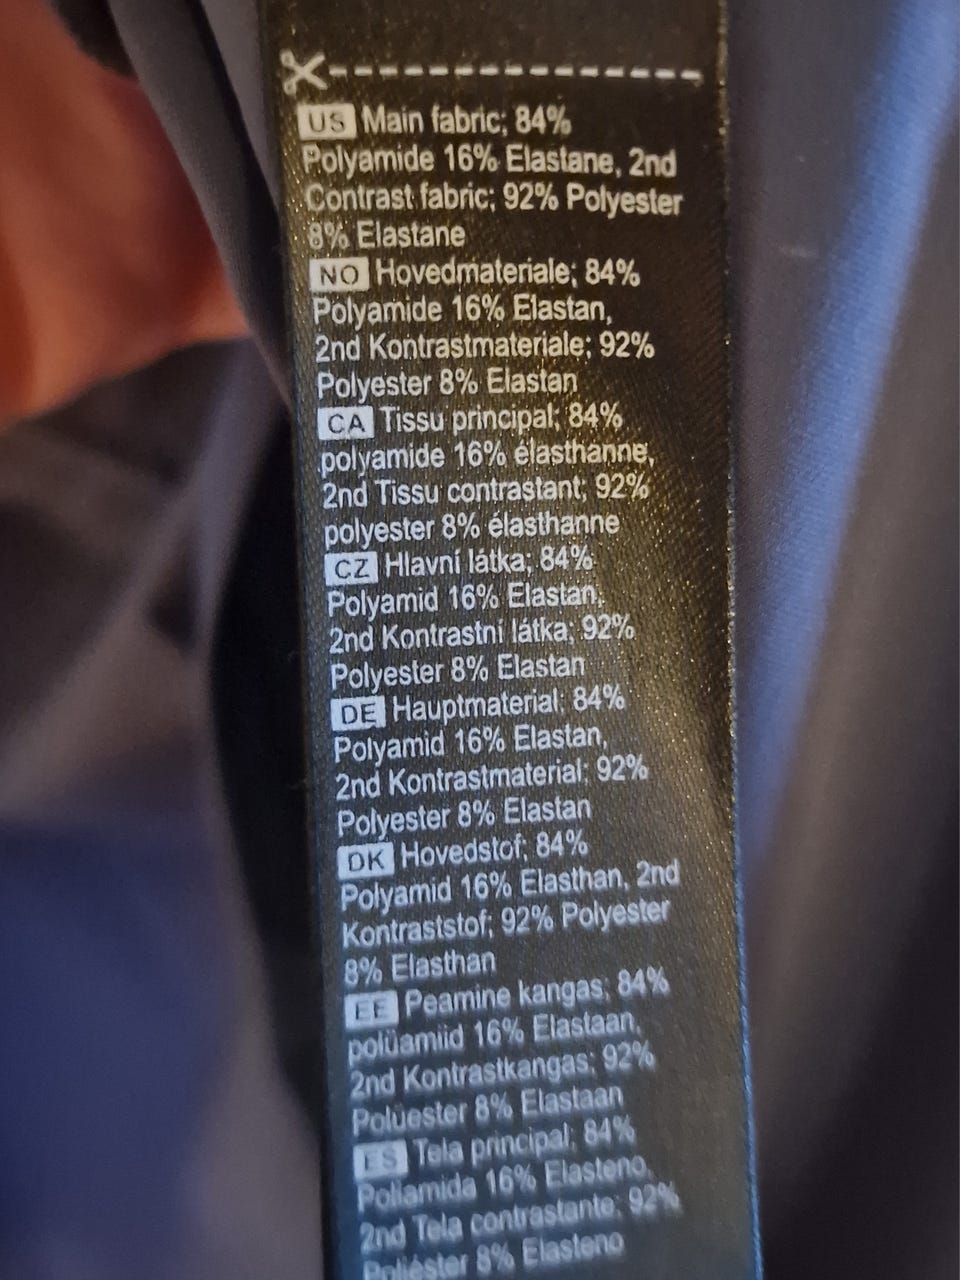 US Main fabric; 84%
Polyamide 16% Elastane, 2nd
Contrast fabric; 92% Polyester
8% Elastane
NO Hovedmateriale; 84%
Polyamide 16% Elastan,
2nd Kontrastmateriale; 92%
Polyester 8% Elastan
CA Tissu principal; 84%
polyamide 16% élasthanne,
2nd Tissu contrastant; 92%
polyester 8% élasthanne
CZ Hlavní látka; 84%
Polyamid 16% Elastan,
2nd Kontrastní látka; 92%
Polyester 8% Elastan
DE Hauptmaterial; 84%
Polyamid 16% Elastan,
2nd Kontrastmaterial; 92%
Polyester 8% Elastan
DK Hovedstof; 84%
Polyamid 16% Elasthan, 2nd
Kontraststof; 92% Polyester
8% Elasthan
EE Peamine kangas; 84%
polüamiid 16% Elastaan,
2nd Kontrastkangas; 92%
Polüester 8% Elastaan
ES Tela principal; 84%
Poliamida 16% Elasteno,
2nd Tela contrastante; 92%
Poliéster 8% Elasteno